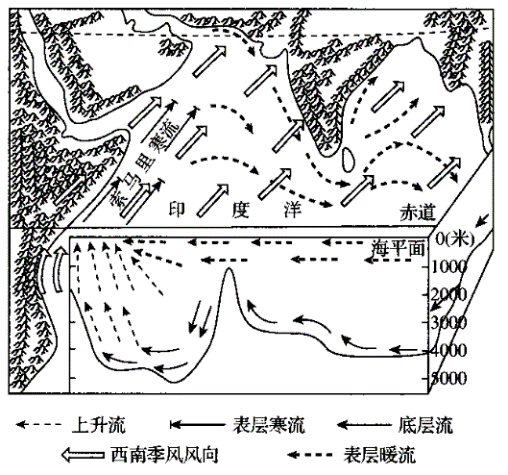 索马里寒流
印度洋
赤道
海平面
0(米)
1000
2000
3000
4000
5000
上升流
表层寒流
底层流
西南季风风向
表层暖流